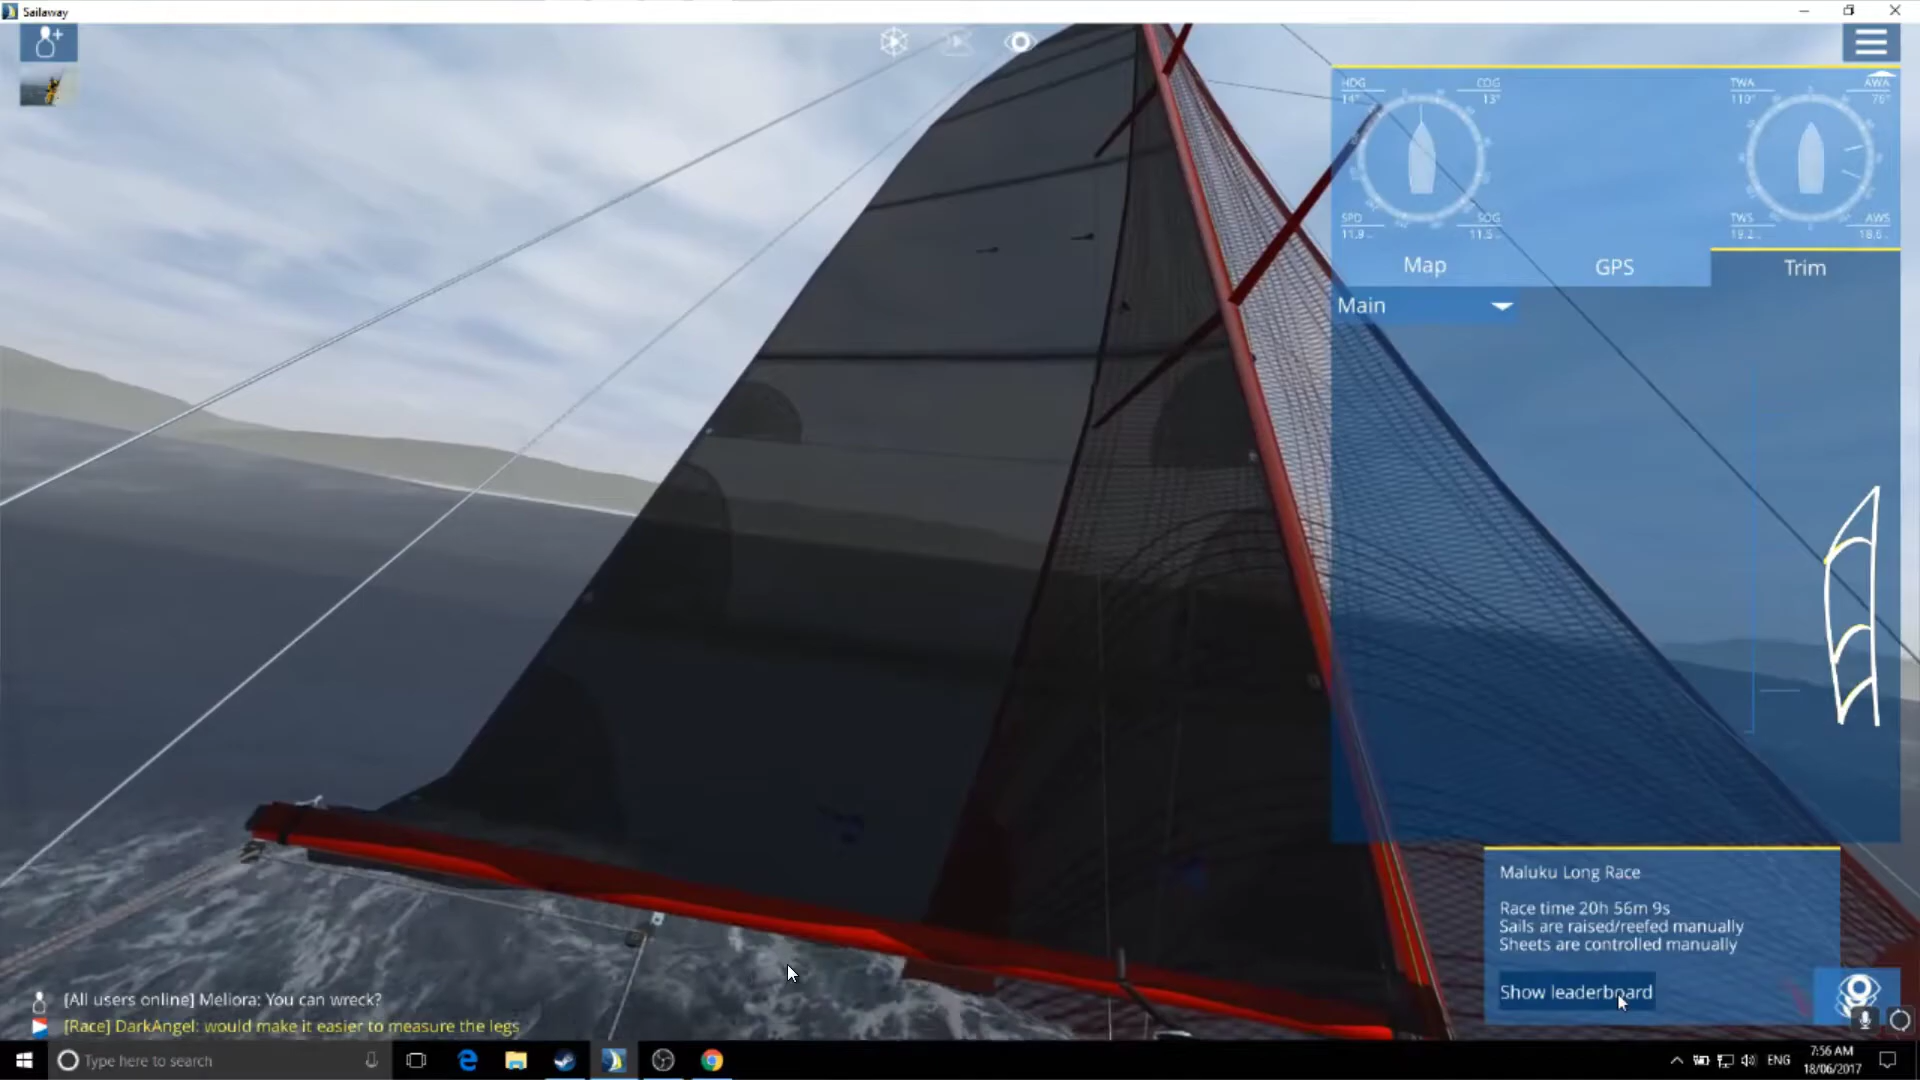 Sailaway
HDG
14°
COG
13°
TWA
110°
AWA
76°
SPD
11.9
SOG
11.5
TWS
19.2
AWS
18.6
Map
GPS
Trim
Main
Maluku Long Race
Race time 20h 56m 9s
Sails are raised/reefed manually
Sheets are controlled manually
Show leaderboard
[All users online] Meliora: You can wreck?
[Race] DarkAngel: would make it easier to measure the legs
Type here to search
ENG
7:56 AM
18/06/2017